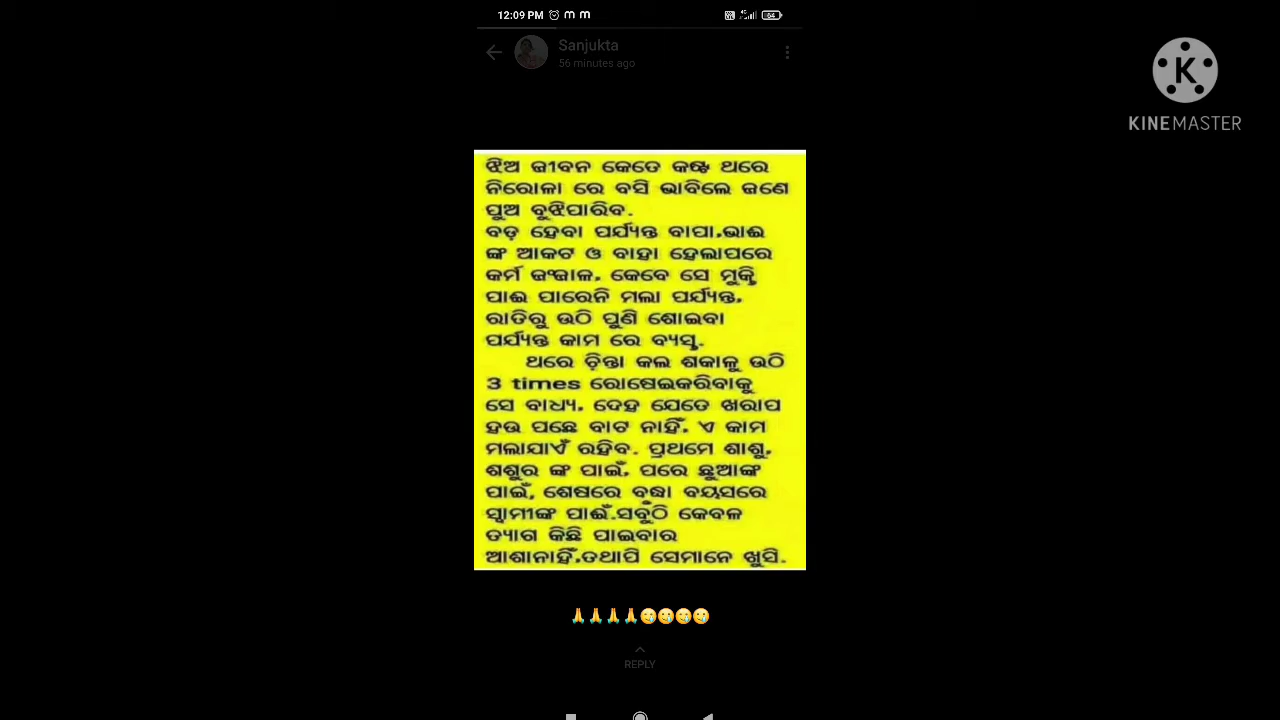 12:09 PM
64
Sanjukta
56 minutes ago
KINEMASTER
ଝିଅ ଜୀବନ କେତେ କଷ୍ଟ ଥରେ
ନିରୋଳା ରେ ବସି ଭାବିଲେ ଜଣେ
ପୁଅ ବୁଝିପାରିବ.
ବଡ଼ ହେବା ପର୍ଯ୍ୟନ୍ତ ବାପା,ଭାଈ
ଙ୍କ ଆକଟ ଓ ବାହା ହେଲାପରେ
କର୍ମ ଜଂଜାଳ, କେବେ ସେ ମୁକ୍ତି
ପାଈ ପାରେନି ମଲା ପର୍ଯ୍ୟନ୍ତ,
ରାତିରୁ ଉଠି ପୁଣି ଶୋଇବା
ପର୍ଯ୍ୟନ୍ତ କାମ ରେ ବ୍ୟସ୍ତ.
ଥରେ ଚିନ୍ତା କଲ ଶକାଳୁ ଉଠି
3 times ରୋଷେଇକରିବାକୁ
ସେ ବାଧ୍ୟ, ଦେହ ଯେତେ ଖରାପ
ହଉ ପଛେ ବାଟ ନାହିଁ, ଏ କାମ
ମଲାଯାଏଁ ରହିବ. ପ୍ରଥମେ ଶାଶୁ,
ଶଶୁର ଙ୍କ ପାଇଁ, ପରେ ଛୁଆଙ୍କ
ପାଇଁ, ଶେଷରେ ବୃଦ୍ଧା ବୟସରେ
ସ୍ବାମୀଙ୍କ ପାଈଁ.ସବୁଠି କେବଳ
ତ୍ୟାଗ କିଛି ପାଇବାର
ଆଶାନାହିଁ,ତଥାପି ସେମାନେ ଖୁସି.
🙏🙏🙏🙏🥲🥲🥲🥲
REPLY